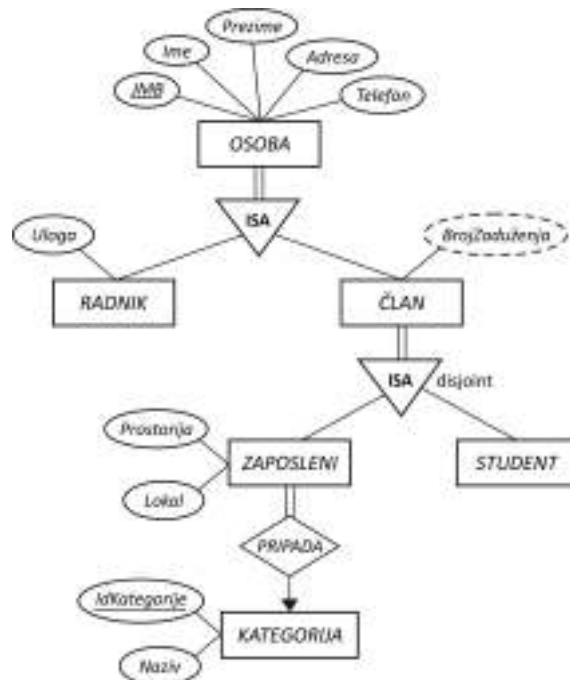 Prezime
Ime
Adresa
JMB
Telefon
OSOBA
ISA
Uloga
BrojZaduženja
RADNIK
ČLAN
ISA
disjoint
Prostorija
ZAPOSLENI
STUDENT
Lokal
PRIPADA
IdKategorije
KATEGORIJA
Naziv